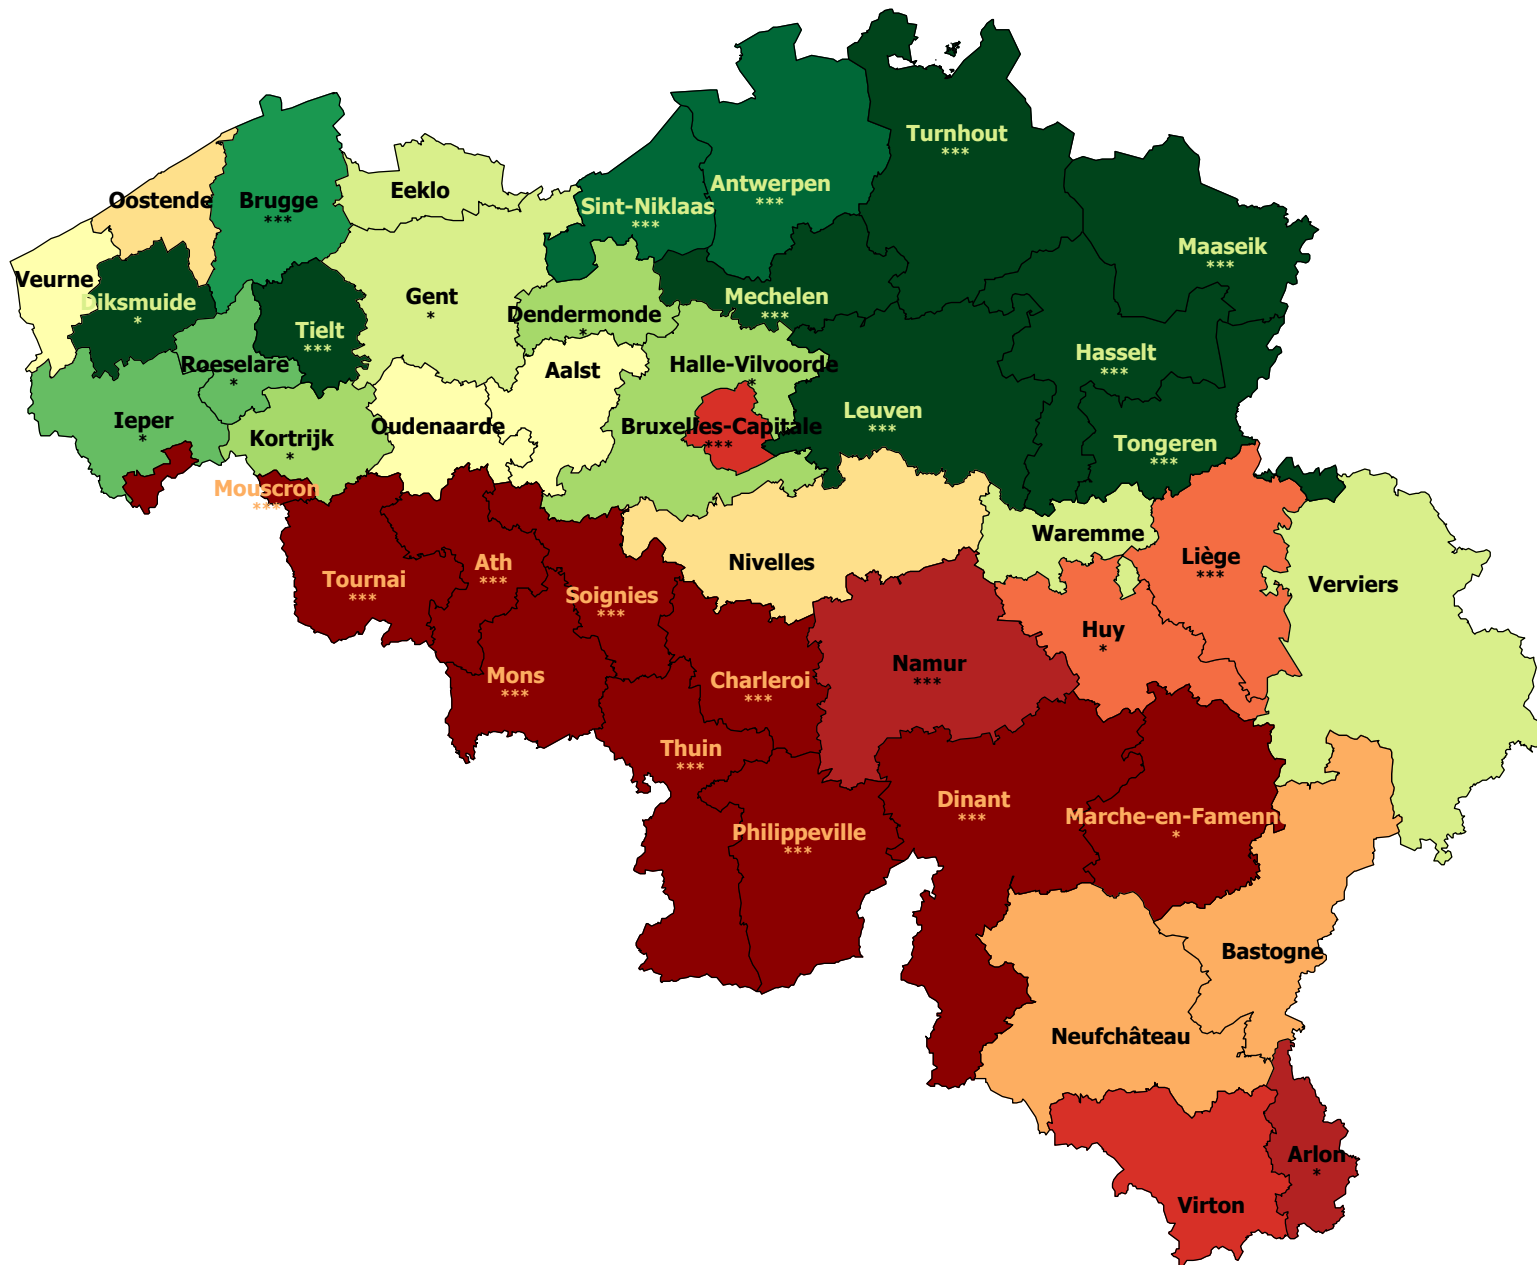 Turnhout
***
Antwerpen
***
Oostende
Brugge
***
Eeklo
Sint-Niklaas
***
Maaseik
***
Veurne
Diksmuide
*
Gent
*
Mechelen
***
Dendermonde
*
Tielt
***
Roeselare
*
Aalst
Halle-Vilvoorde
*
Hasselt
***
Ieper
*
Kortrijk
*
Oudenaarde
Bruxelles-Capitale
***
Leuven
***
Tongeren
***
Mouscron
***
Waremme
Nivelles
Liège
***
Ath
***
Tournai
***
Soignies
***
Verviers
Huy
*
Namur
***
Mons
***
Charleroi
***
Thuin
***
Dinant
***
Marche-en-Famenn
*
Philippeville
***
Bastogne
Neufchâteau
Arlon
*
Virton